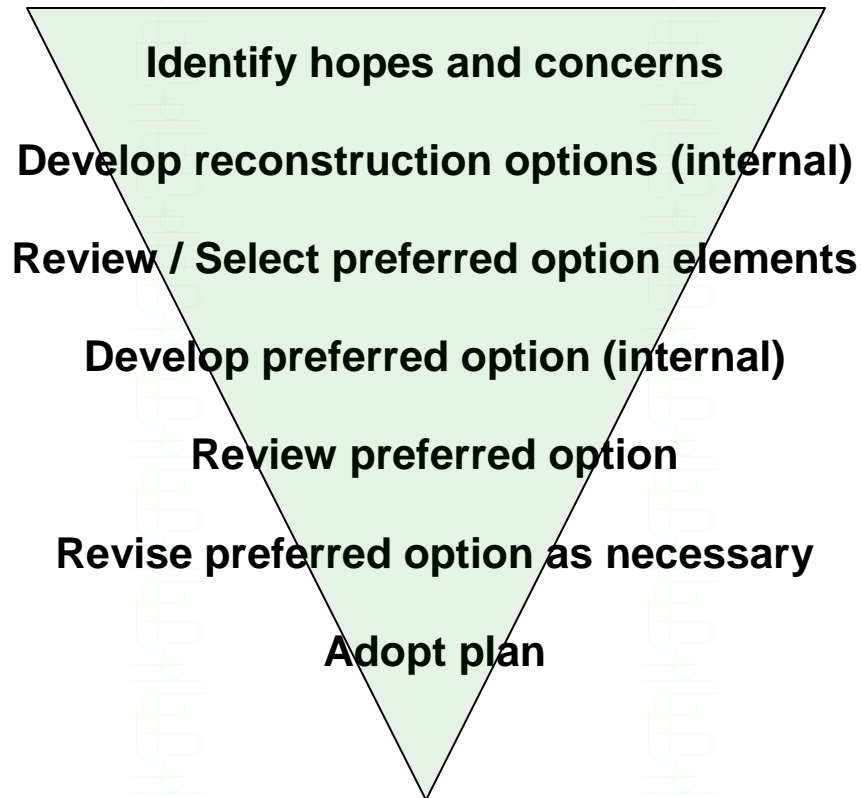 Identify hopes and concerns
Develop reconstruction options (internal)
Review / Select preferred option elements
Develop preferred option (internal)
Review preferred option
Revise preferred option as necessary
Adopt plan